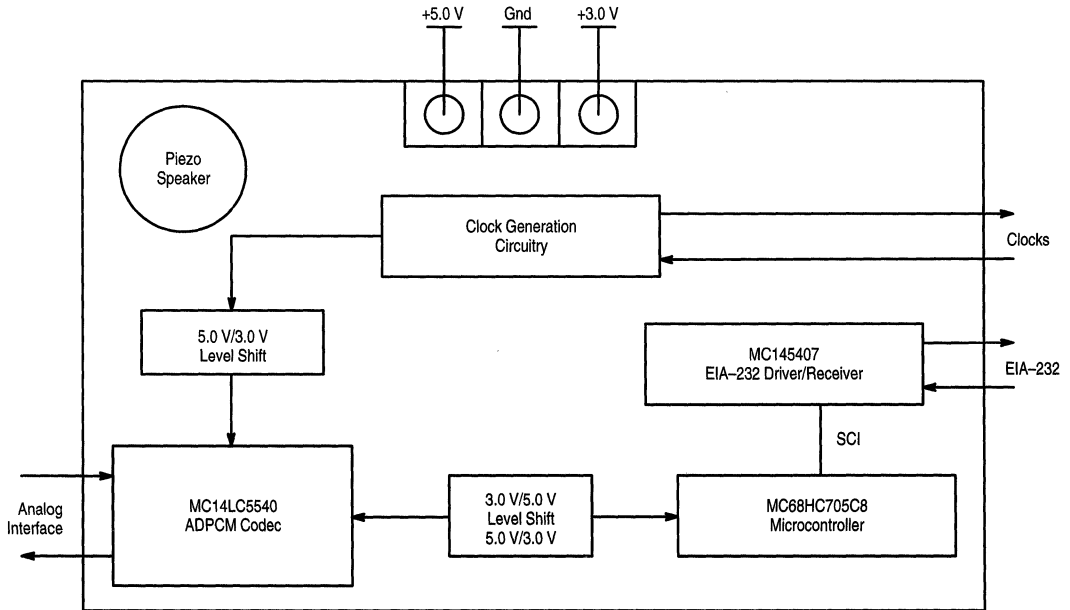 +5.0 V
Gnd
+3.0 V
Piezo
Speaker
Clock Generation
Circuitry
Clocks
5.0 V/3.0 V
Level Shift
MC145407
EIA–232 Driver/Receiver
EIA–232
SCI
Analog
Interface
MC14LC5540
ADPCM Codec
3.0 V/5.0 V
Level Shift
5.0 V/3.0 V
MC68HC705C8
Microcontroller